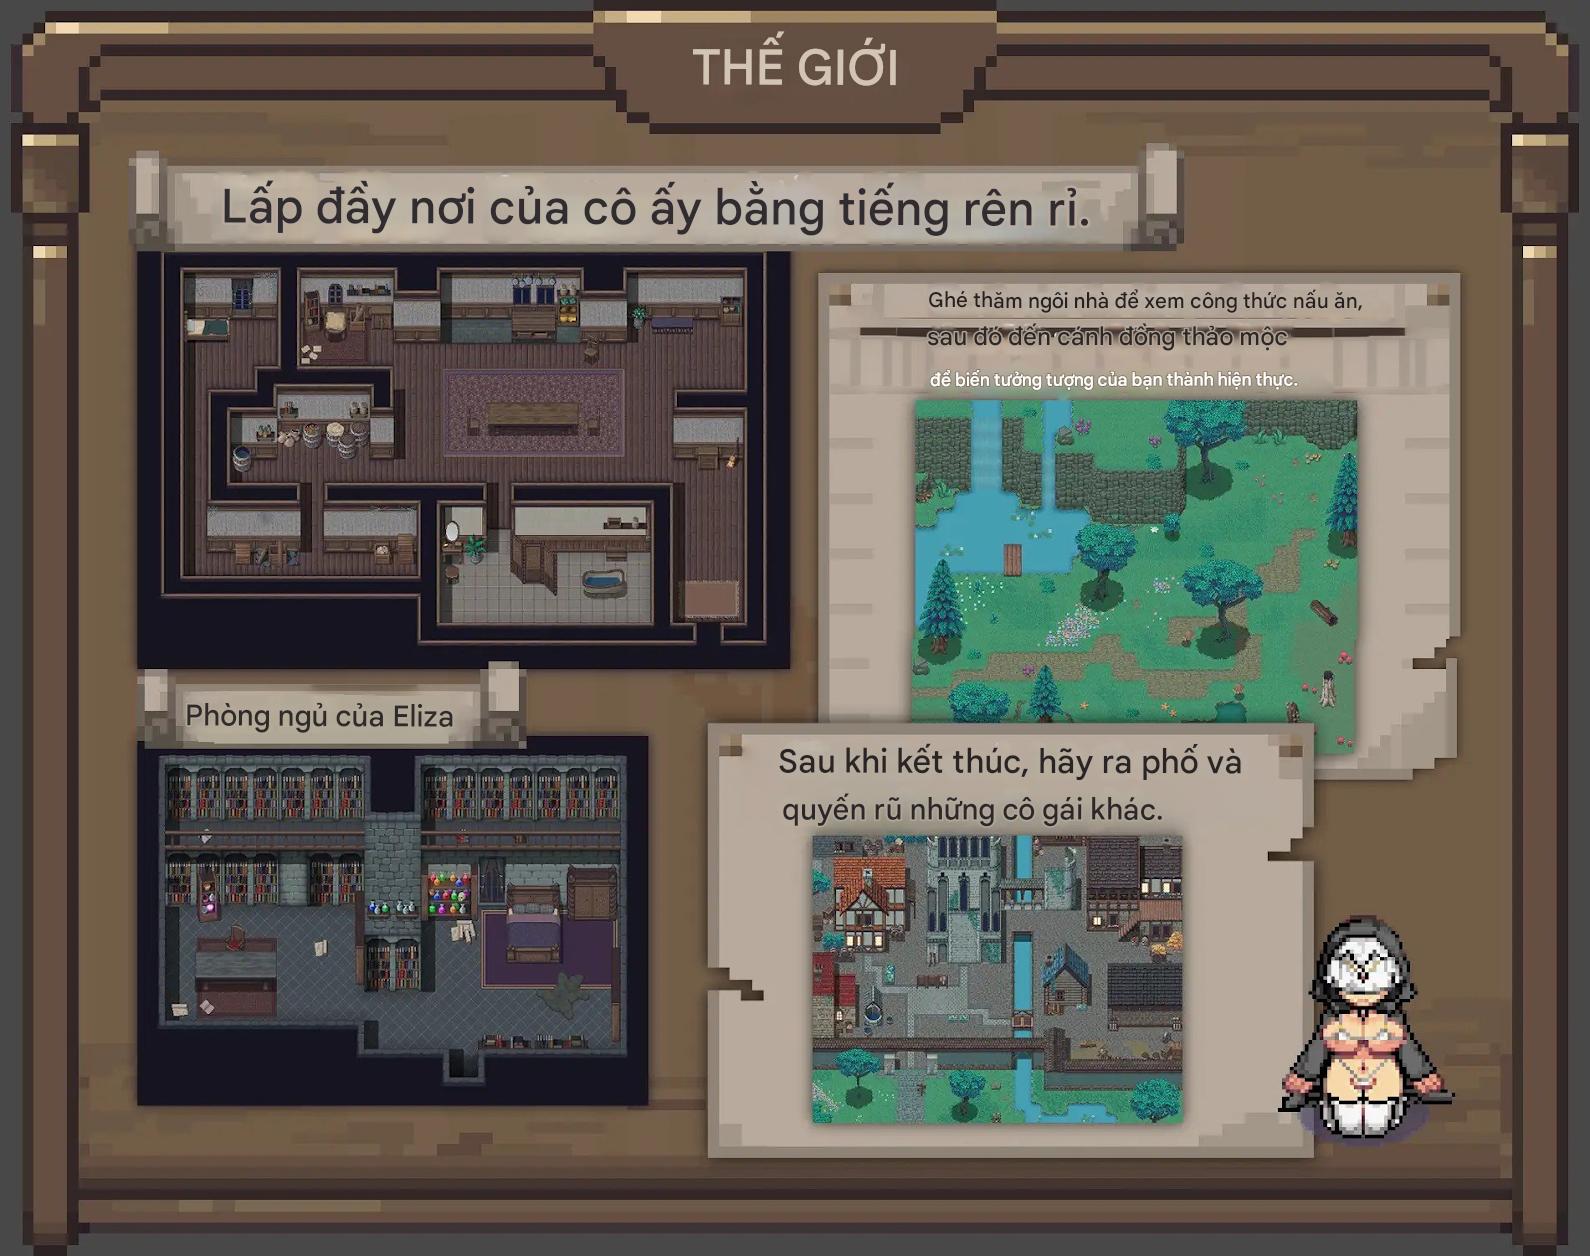 THẾ GIỚI
Lấp đầy nơi của cô ấy bằng tiếng rên rỉ.
Ghé thăm ngôi nhà để xem công thức nấu ăn,
sau đó đến cánh đồng thảo mộc
để biến tưởng tượng của bạn thành hiện thực.
Phòng ngủ của Eliza
Sau khi kết thúc, hãy ra phố và
quyến rũ những cô gái khác.